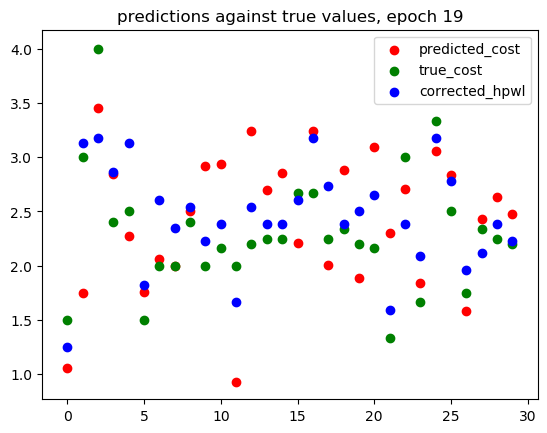 predictions against true values, epoch 19
predicted_cost
true_cost
corrected_hpwl
4.0
3.5
3.0
2.5
2.0
1.5
1.0
0 5 10 15 20 25 30